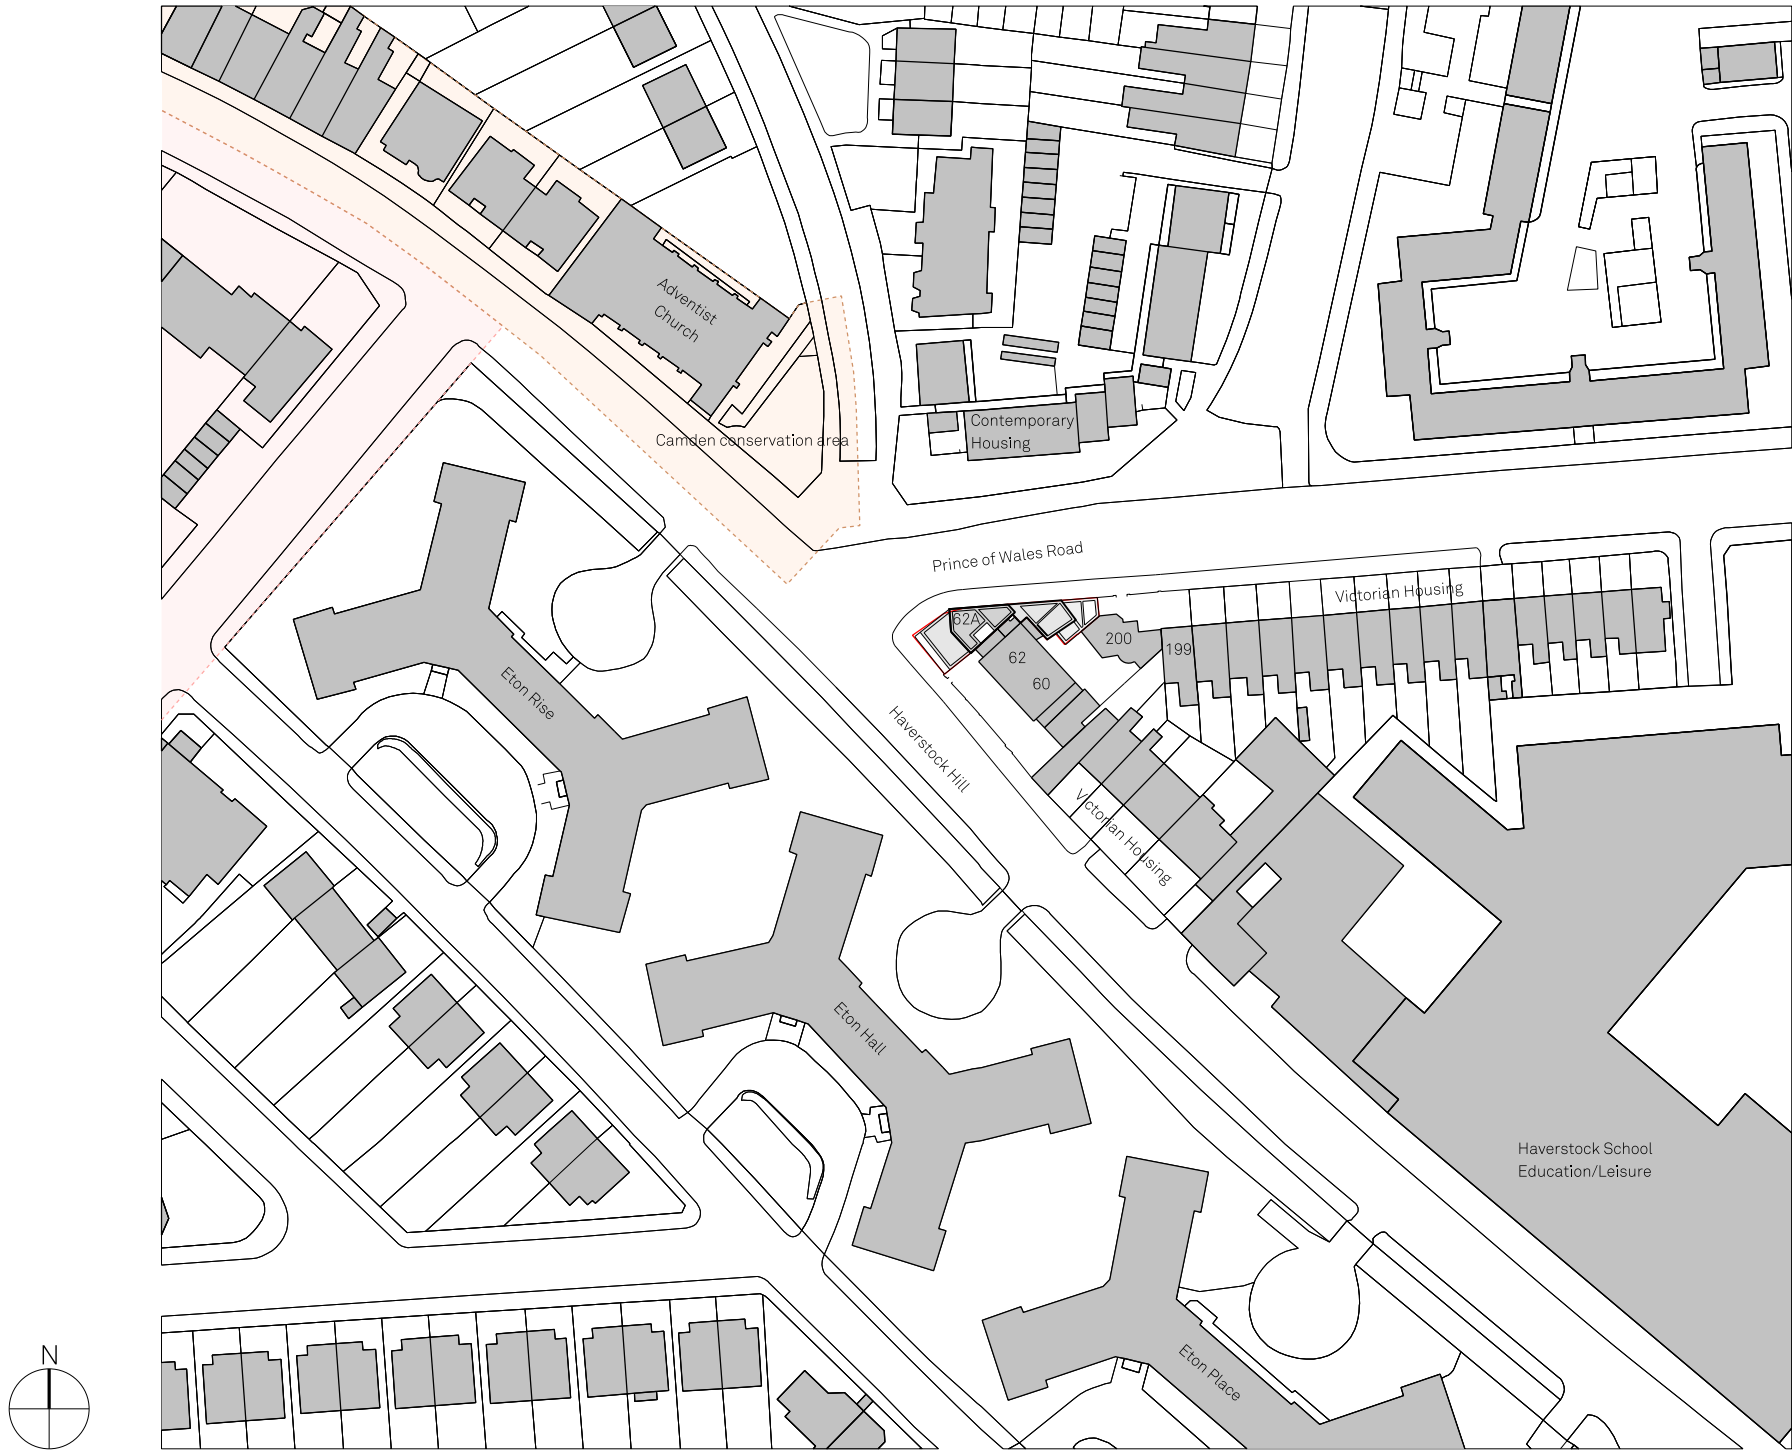 Adventist
Church
Camden conservation area
Contemporary
Housing
Prince of Wales Road
Victorian Housing
62A
200
199
62
60
Eton Rise
Haverstock Hill
Victorian Housing
Eton Hall
Haverstock School
Education/Leisure
Eton Place
N